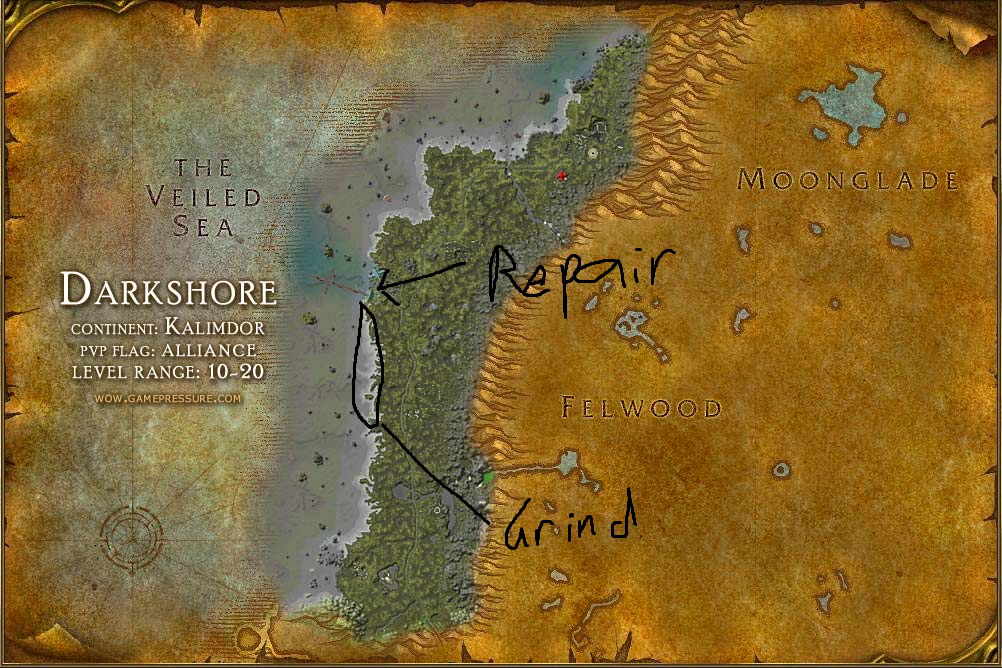 THE
VEILED
SEA
MOONGLADE
DARKSHORE
CONTINENT: KALIMDOR
PVP FLAG: ALLIANCE
LEVEL RANGE: 10-20
WOW.GAMEPRESSURE.COM
Repair
FELWOOD
Grind